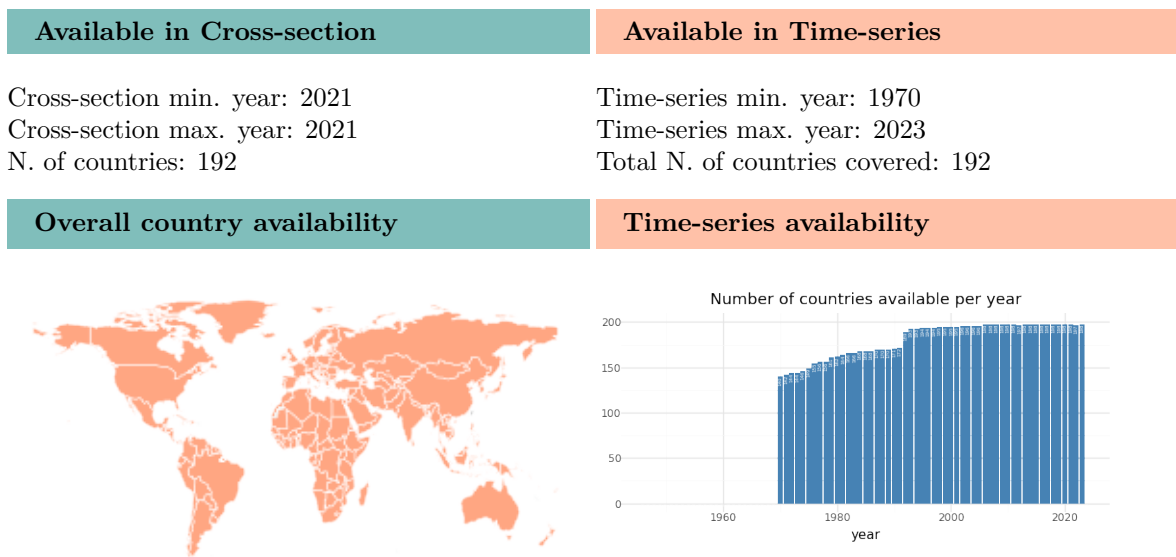 Available in Cross-section
Available in Time-series
Cross-section min. year: 2021
Cross-section max. year: 2021
N. of countries: 192
Time-series min. year: 1970
Time-series max. year: 2023
Total N. of countries covered: 192
Overall country availability
Time-series availability
Number of countries available per year
200
150
100
50
0
1960
1980
2000
2020
year